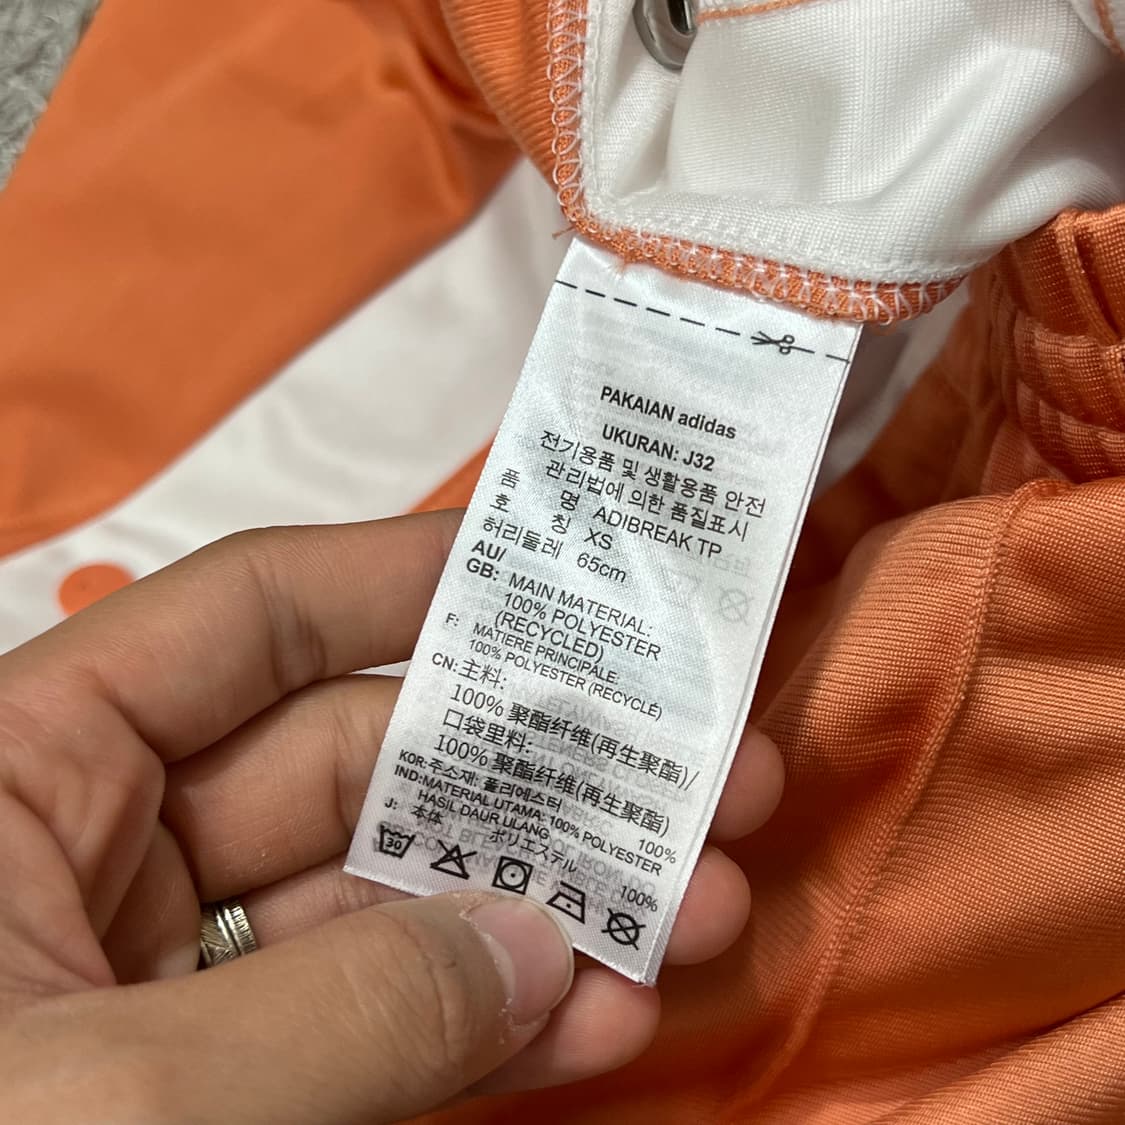 PAKAIAN adidas
UKURAN: J32
전기용품 및 생활용품 안전
관리법에 의한 품질표시
품 명 ADIBREAK TP
호 칭 XS
허리둘레 65cm
AU/
GB: MAIN MATERIAL:
100% POLYESTER
(RECYCLED)
F: MATIERE PRINCIPALE:
100% POLYESTER (RECYCLÉ)
CN: 主料:
100% 聚酯纤维(再生聚酯)/
口袋里料:
100% 聚酯纤维(再生聚酯)
KOR: 주소재: 폴리에스터 100%
IND: MATERIAL UTAMA: 100% POLYESTER
HASIL DAUR ULANG
J: 本体
ポリエステル 100%
30